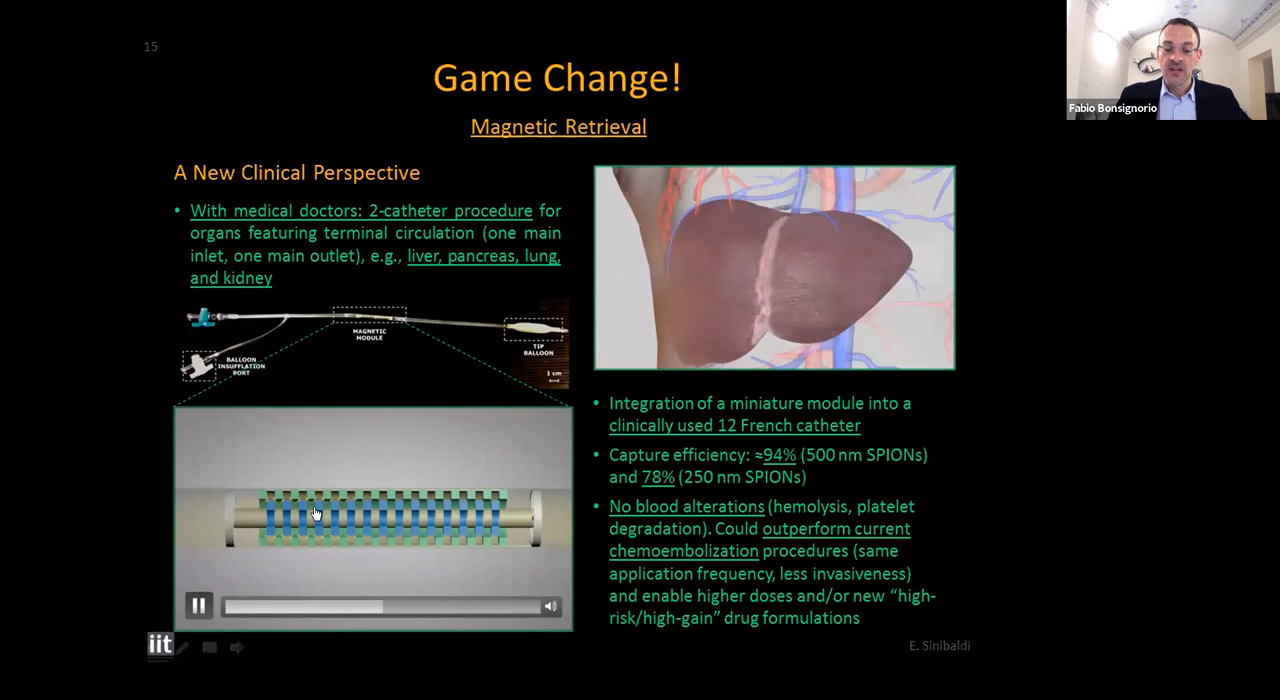 15
Game Change!
Magnetic Retrieval
Fabio Bonsignorio
A New Clinical Perspective
• With medical doctors: 2-catheter procedure for
organs featuring terminal circulation (one main
inlet, one main outlet), e.g., liver, pancreas, lung,
and kidney
MAGNETIC
MODULE
BALLOON
INSUFFLATION
PORT
TIP
BALLOON
1 cm
• Integration of a miniature module into a
clinically used 12 French catheter
• Capture efficiency: ≈94% (500 nm SPIONs)
and 78% (250 nm SPIONs)
• No blood alterations (hemolysis, platelet
degradation). Could outperform current
chemoembolization procedures (same
application frequency, less invasiveness)
and enable higher doses and/or new “high-
risk/high-gain” drug formulations
iit
E. Sinibaldi